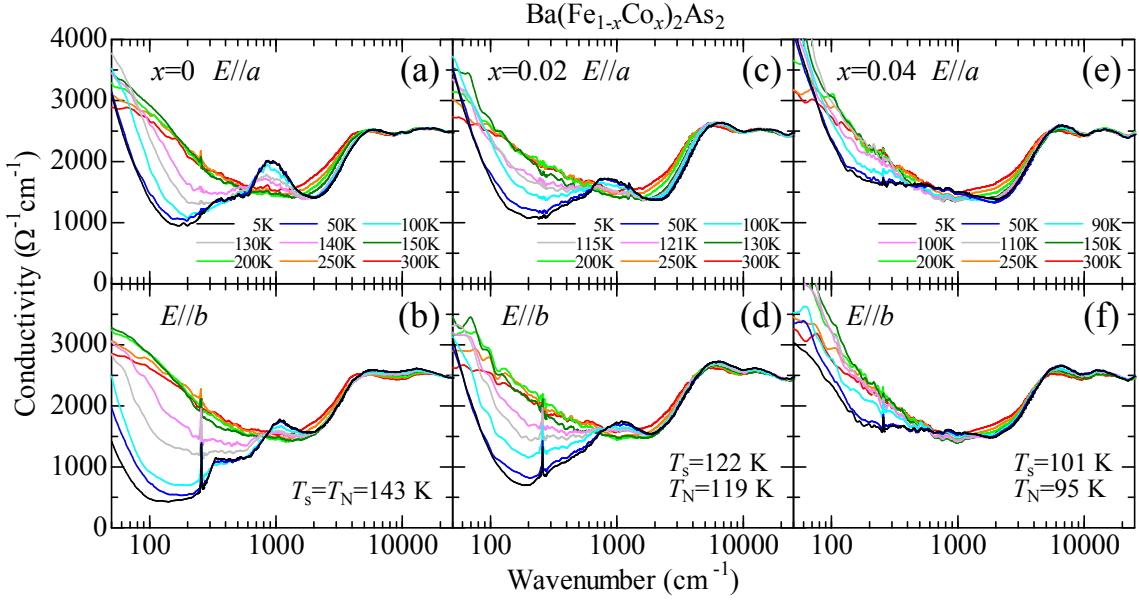 Ba(Fe1-xCox)2As2
Conductivity (Ω-1cm-1)
4000
3000
2000
1000
0
x=0 E//a
(a)
5K 50K 100K
130K 140K 150K
200K 250K 300K
x=0.02 E//a
(c)
5K 50K 100K
115K 121K 130K
200K 250K 300K
x=0.04 E//a
(e)
5K 50K 90K
100K 110K 150K
200K 250K 300K
3000
2000
1000
0
E//b
(b)
Ts=TN=143 K
E//b
(d)
Ts=122 K
TN=119 K
E//b
(f)
Ts=101 K
TN=95 K
100 1000 10000 100 1000 10000 100 1000 10000
Wavenumber (cm-1)